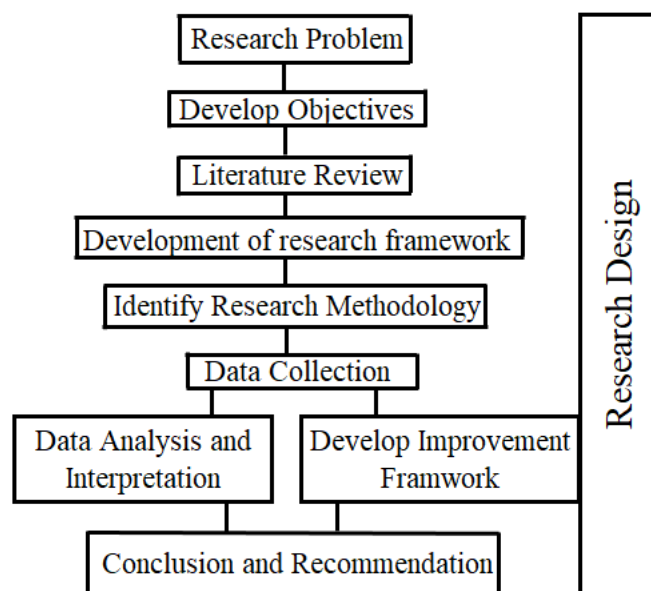 Research Problem
Develop Objectives
Literature Review
Development of research framework
Identify Research Methodology
Data Collection
Data Analysis and
Interpretation
Develop Improvement
Framwork
Conclusion and Recommendation
Research Design